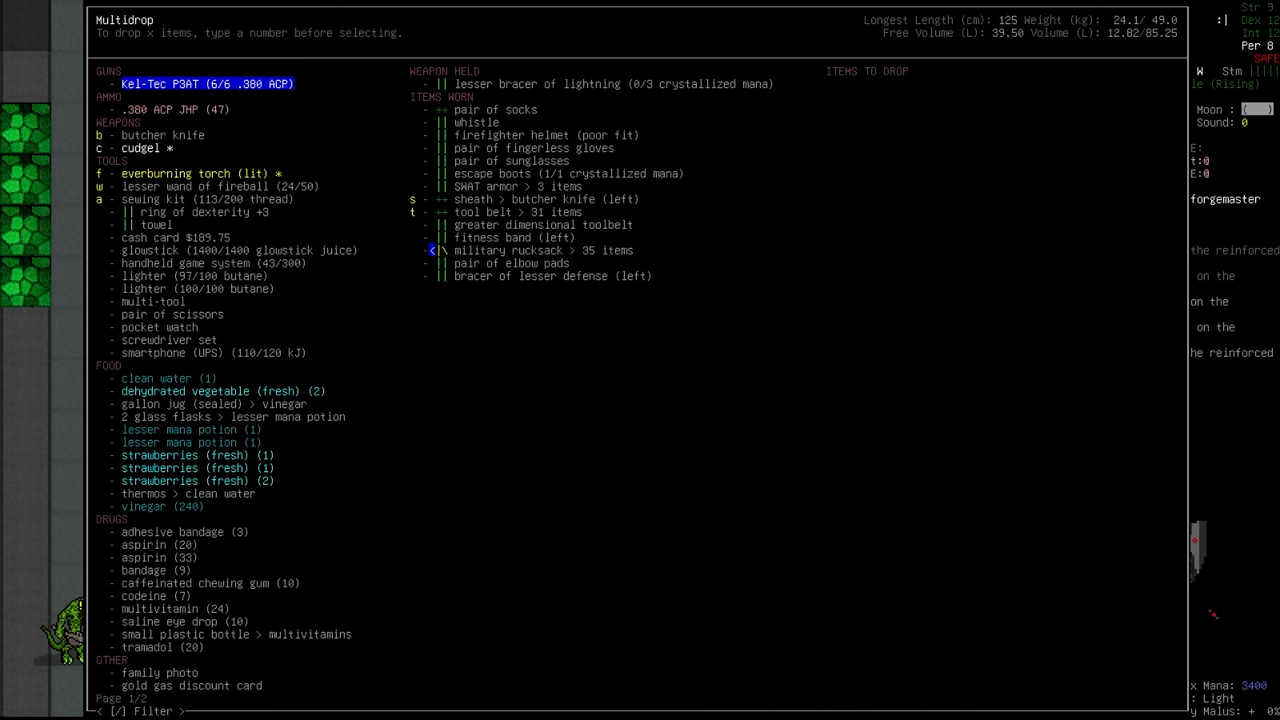 Multidrop
To drop x items, type a number before selecting.
Longest Length (cm): 125 Weight (kg): 24.1/ 49.0
Free Volume (L): 39.50 Volume (L): 12.82/85.25
GUNS
- Kel-Tec P3AT (6/6 .380 ACP)
AMMO
- .380 ACP JHP (47)
WEAPONS
b - butcher knife
c - cudgel *
TOOLS
f - everburning torch (lit) *
w - lesser wand of fireball (24/50)
a - sewing kit (113/200 thread)
- || ring of dexterity +3
- || towel
- cash card $189.75
- glowstick (1400/1400 glowstick juice)
- handheld game system (43/300)
- lighter (97/100 butane)
- lighter (100/100 butane)
- multi-tool
- pair of scissors
- pocket watch
- screwdriver set
- smartphone (UPS) (110/120 kJ)
FOOD
- clean water (1)
- dehydrated vegetable (fresh) (2)
- gallon jug (sealed) > vinegar
- 2 glass flasks > lesser mana potion
- lesser mana potion (1)
- lesser mana potion (1)
- strawberries (fresh) (1)
- strawberries (fresh) (1)
- strawberries (fresh) (2)
- thermos > clean water
- vinegar (240)
DRUGS
- adhesive bandage (3)
- aspirin (20)
- aspirin (33)
- bandage (9)
- caffeinated chewing gum (10)
- codeine (7)
- multivitamin (24)
- saline eye drop (10)
- small plastic bottle > multivitamins
- tramadol (20)
OTHER
- family photo
- gold gas discount card
Page 1/2
< [/] Filter >
WEAPON HELD
- || lesser bracer of lightning (0/3 crystallized mana)
ITEMS WORN
- ++ pair of socks
- || whistle
- || firefighter helmet (poor fit)
- || pair of fingerless gloves
- || pair of sunglasses
- || escape boots (1/1 crystallized mana)
- || SWAT armor > 3 items
s - ++ sheath > butcher knife (left)
t - ++ tool belt > 31 items
- || greater dimensional toolbelt
- || fitness band (left)
-< |\ military rucksack > 35 items
- || pair of elbow pads
- || bracer of lesser defense (left)
ITEMS TO DROP
Str 9
:| Dex 12
Int 12
Per 8
SAFE
W Stm |||||
le (Rising)
Moon : ( )
Sound: 0
E:
t:0
E:0
forgemaster
the reinforced
on the
on the
on the
he reinforced
x Mana: 3400
: Light
y Malus: + 0%